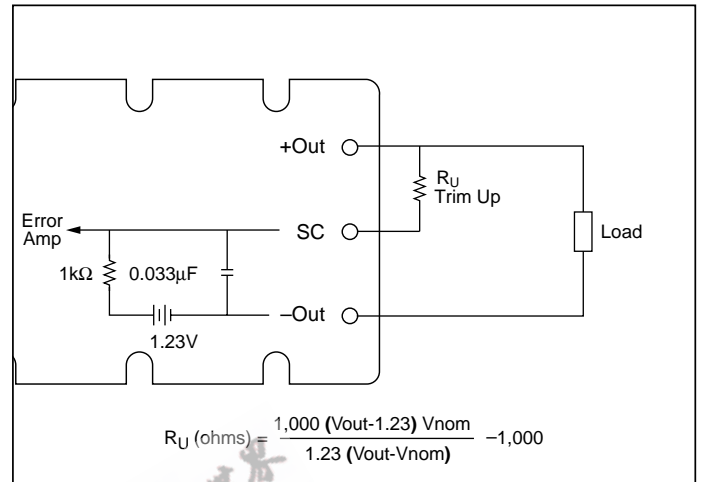 +Out
R_U
Trim Up
Error
Amp
SC
Load
1kΩ
0.033μF
–Out
1.23V
R_U (ohms) = 1,000 (Vout-1.23) Vnom / 1.23 (Vout-Vnom) –1,000